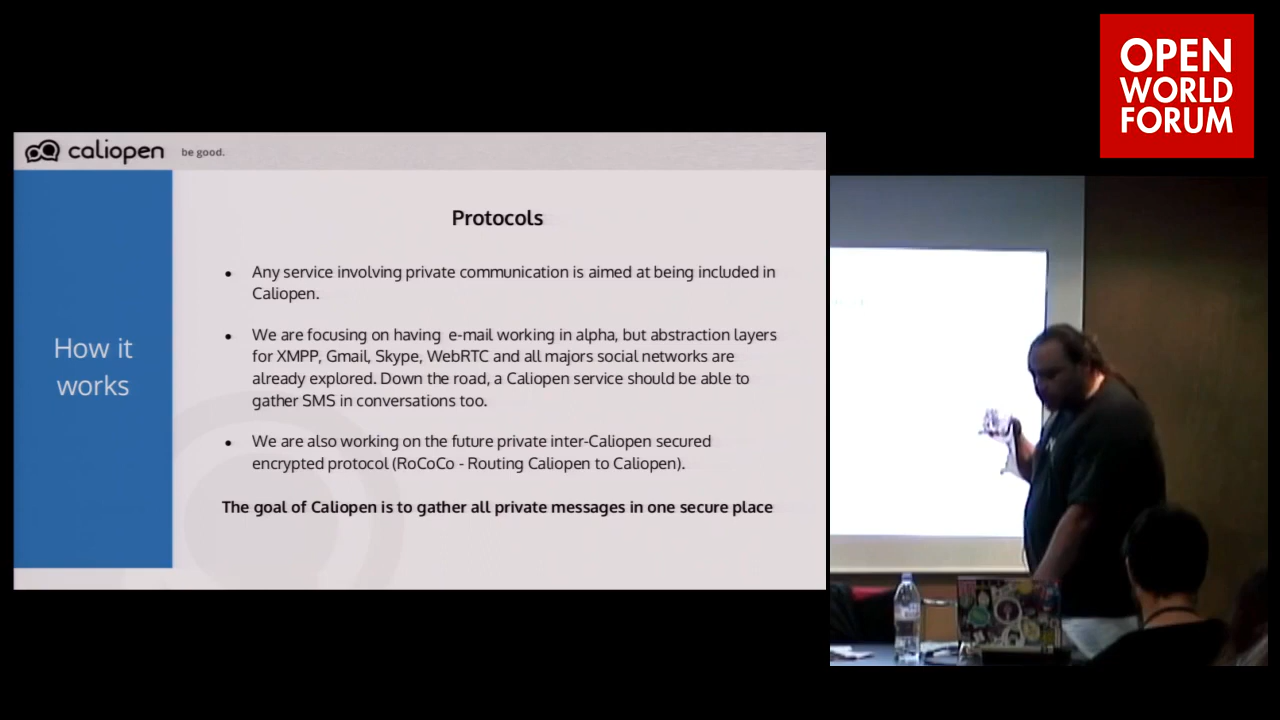 OPEN
WORLD
FORUM
caliopen be good.
How it
works
Protocols
● Any service involving private communication is aimed at being included in
Caliopen.
● We are focusing on having e-mail working in alpha, but abstraction layers
for XMPP, Gmail, Skype, WebRTC and all majors social networks are
already explored. Down the road, a Caliopen service should be able to
gather SMS in conversations too.
● We are also working on the future private inter-Caliopen secured
encrypted protocol (RoCoCo - Routing Caliopen to Caliopen).
The goal of Caliopen is to gather all private messages in one secure place